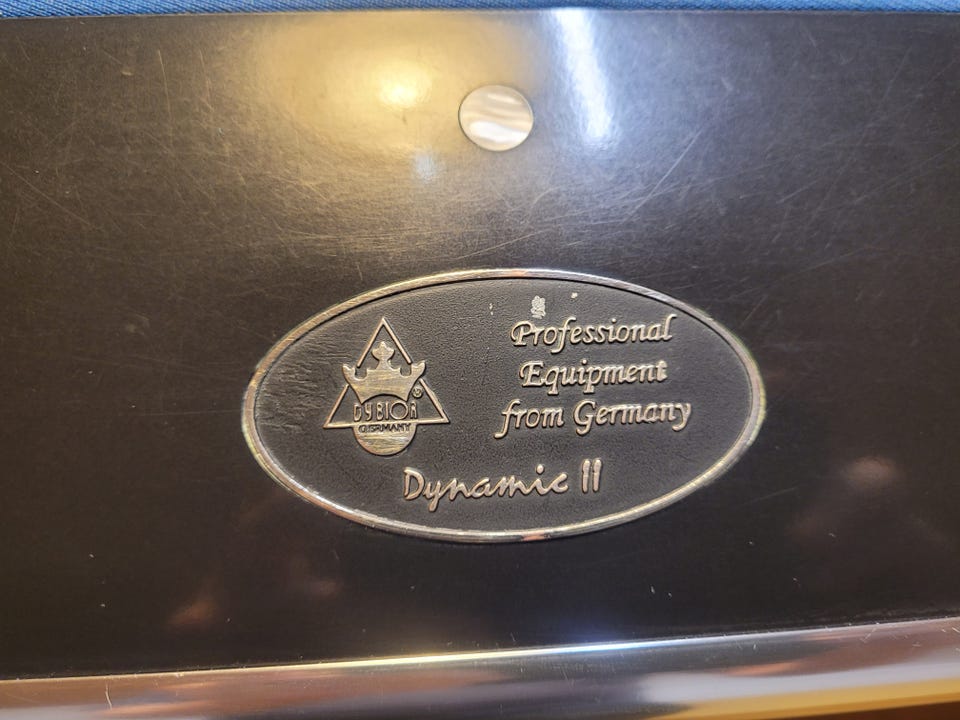 DYBIOR®
GERMANY
Professional
Equipment
from Germany
Dynamic II